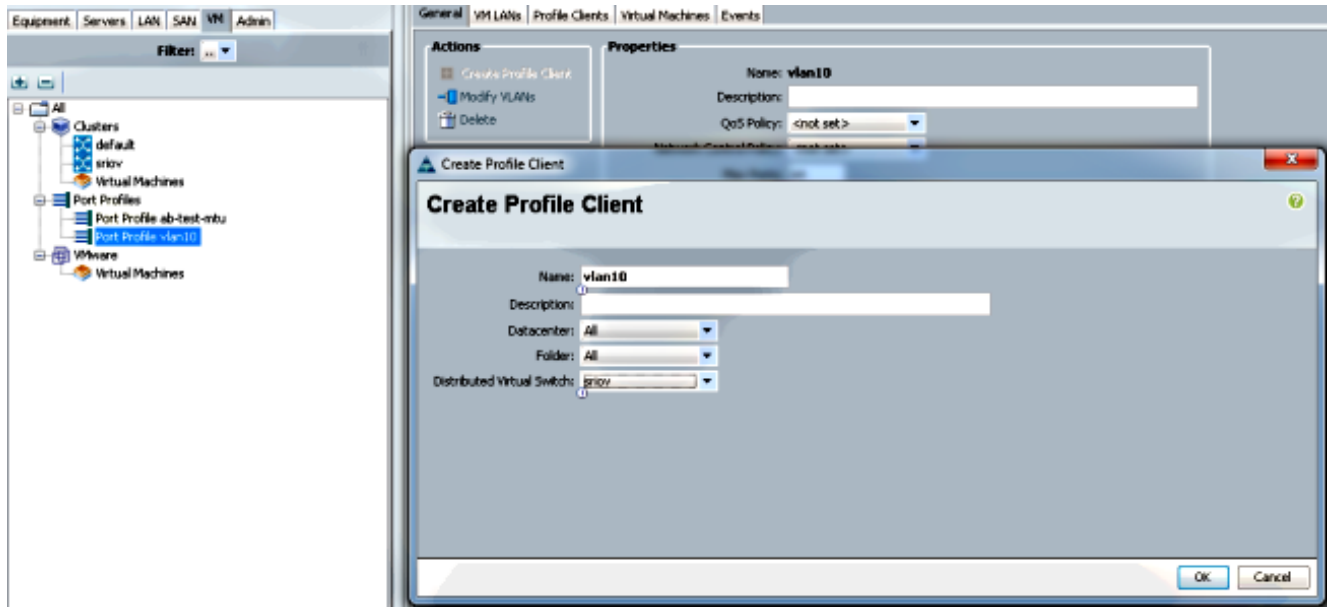 Equipment Servers LAN SAN VM Admin
Filter: ..
All
Clusters
default
sriov
Virtual Machines
Port Profiles
Port Profile ab-test-mtu
Port Profile vlan10
VMware
Virtual Machines
General VM LANs Profile Clients Virtual Machines Events
Actions
Create Profile Client
Modify VLANs
Delete
Properties
Name: vlan10
Description:
QoS Policy: <not set>
Network Control Policy:
Create Profile Client
Create Profile Client
Name: vlan10
Description:
Datacenter: All
Folder: All
Distributed Virtual Switch: sriov
OK Cancel